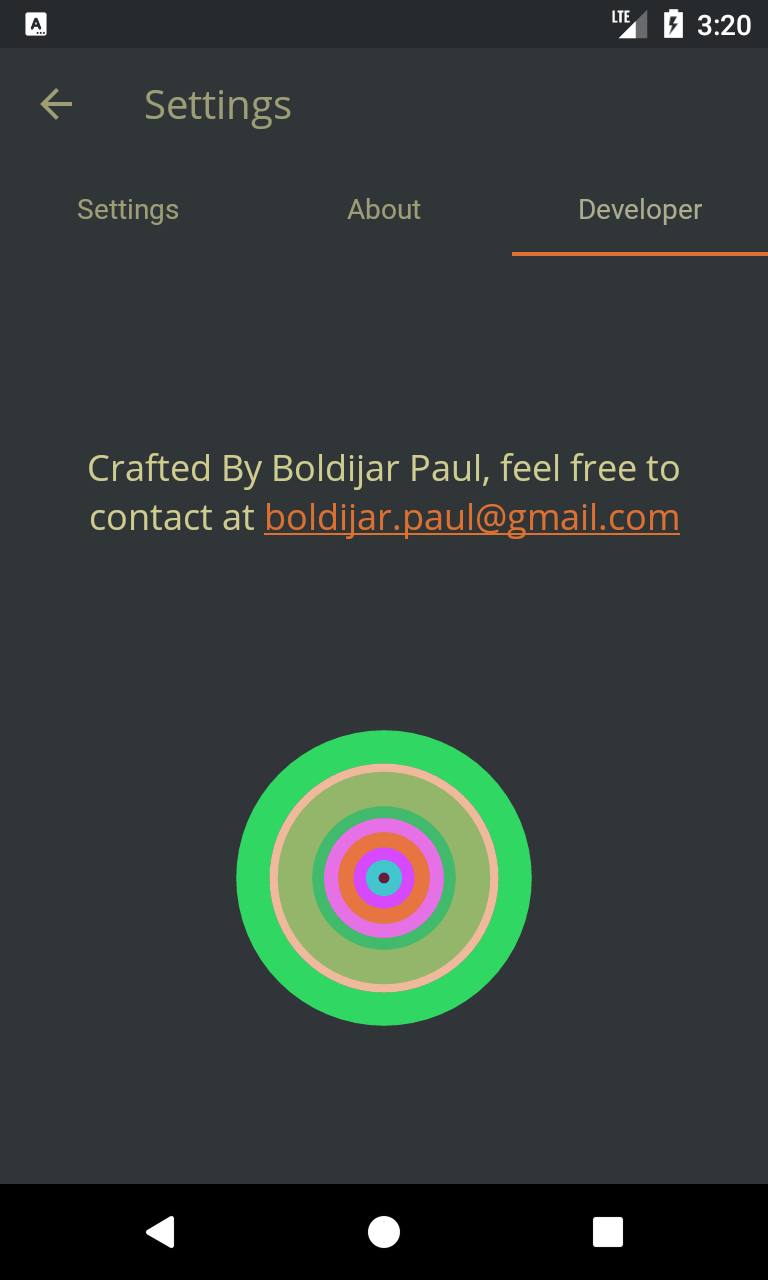 A
LTE
3:20
Settings
Settings
About
Developer
Crafted By Boldijar Paul, feel free to
contact at boldijar.paul@gmail.com